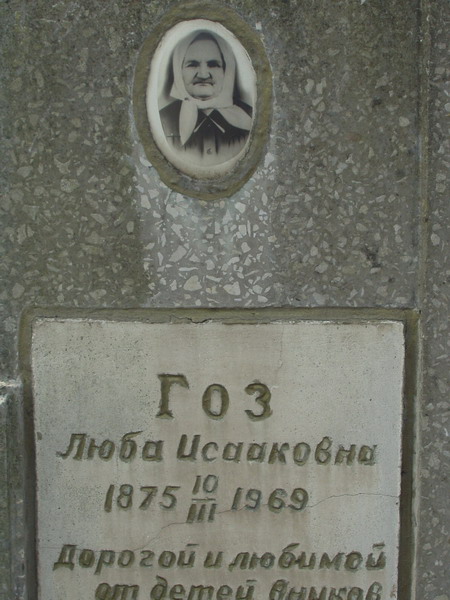 Гоз
Люба Исааковна
1875 10/III 1969
Дорогой и любимой
от детей внуков